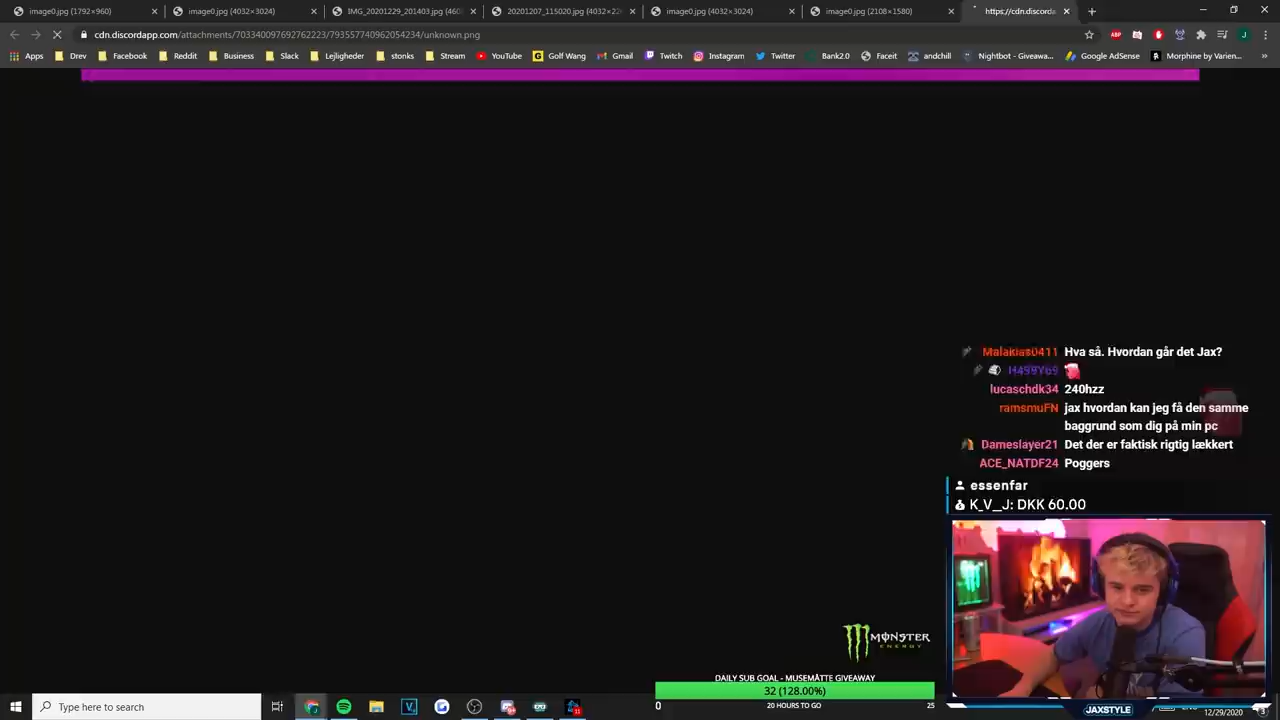 image0.jpg (1792×960)
image0.jpg (4032×3024)
IMG_20201229_201403.jpg (460
20201207_115020.jpg (4032×22
image0.jpg (4032×3024)
image0.jpg (2108×1580)
https://cdn.discorda
cdn.discordapp.com/attachments/703340097692762223/793557740962054234/unknown.png
Apps Drev Facebook Reddit Business Slack Lejligheder stonks Stream YouTube Golf Wang Gmail Twitch Instagram Twitter Bank2.0 Faceit andchill Nightbot - Giveawa... Google AdSense Morphine by Varien...
Malakias0411 Hva så. Hvordan går det Jax?
lucaschdk34 240hzz
ramsmuFN jax hvordan kan jeg få den samme
baggrund som dig på min pc
Dameslayer21 Det der er faktisk rigtig lækkert
ACE_NATDF24 Poggers
essenfar
K_V_J: DKK 60.00
MONSTER
ENERGY
DAILY SUB GOAL - MUSEMÅTTE GIVEAWAY
32 (128.00%)
0 20 HOURS TO GO 25
Type here to search
JAXSTYLE
12/29/2020